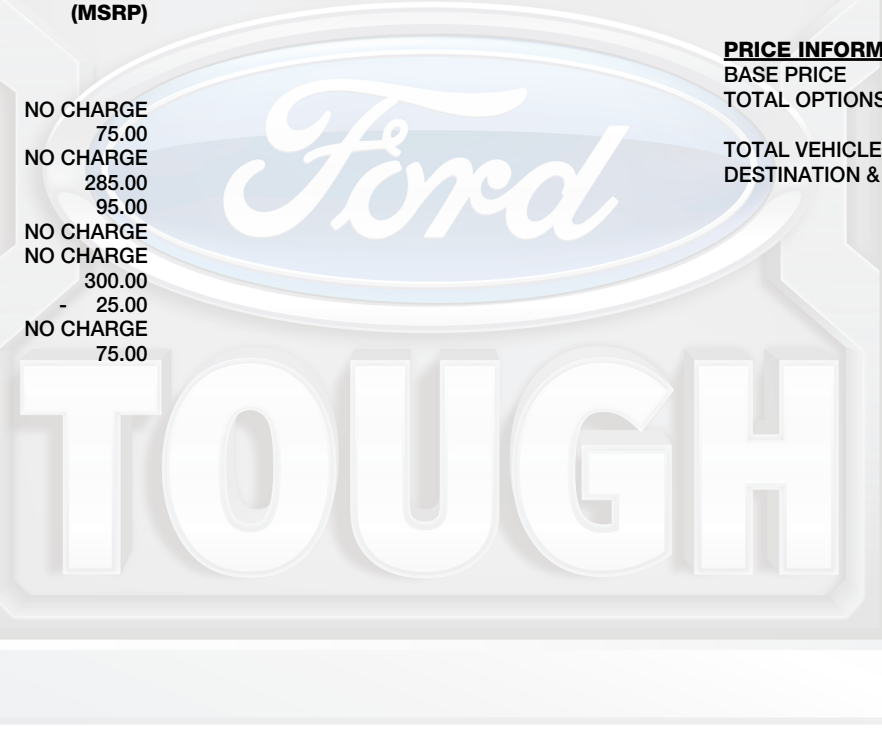 (MSRP)
NO CHARGE
75.00
NO CHARGE
285.00
95.00
NO CHARGE
NO CHARGE
300.00
- 25.00
NO CHARGE
75.00
PRICE INFORM
BASE PRICE
TOTAL OPTIONS
TOTAL VEHICLE
DESTINATION &
Ford
TOUGH